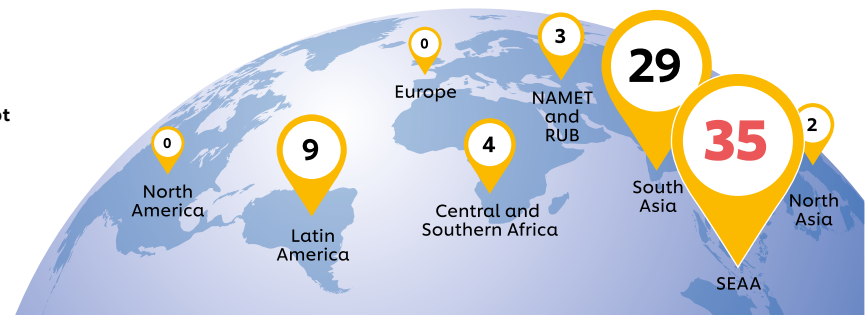 0
Europe
3
NAMET
and
RUB
29
35
2
0
North
America
9
Latin
America
4
Central and
Southern Africa
South
Asia
North
Asia
SEAA